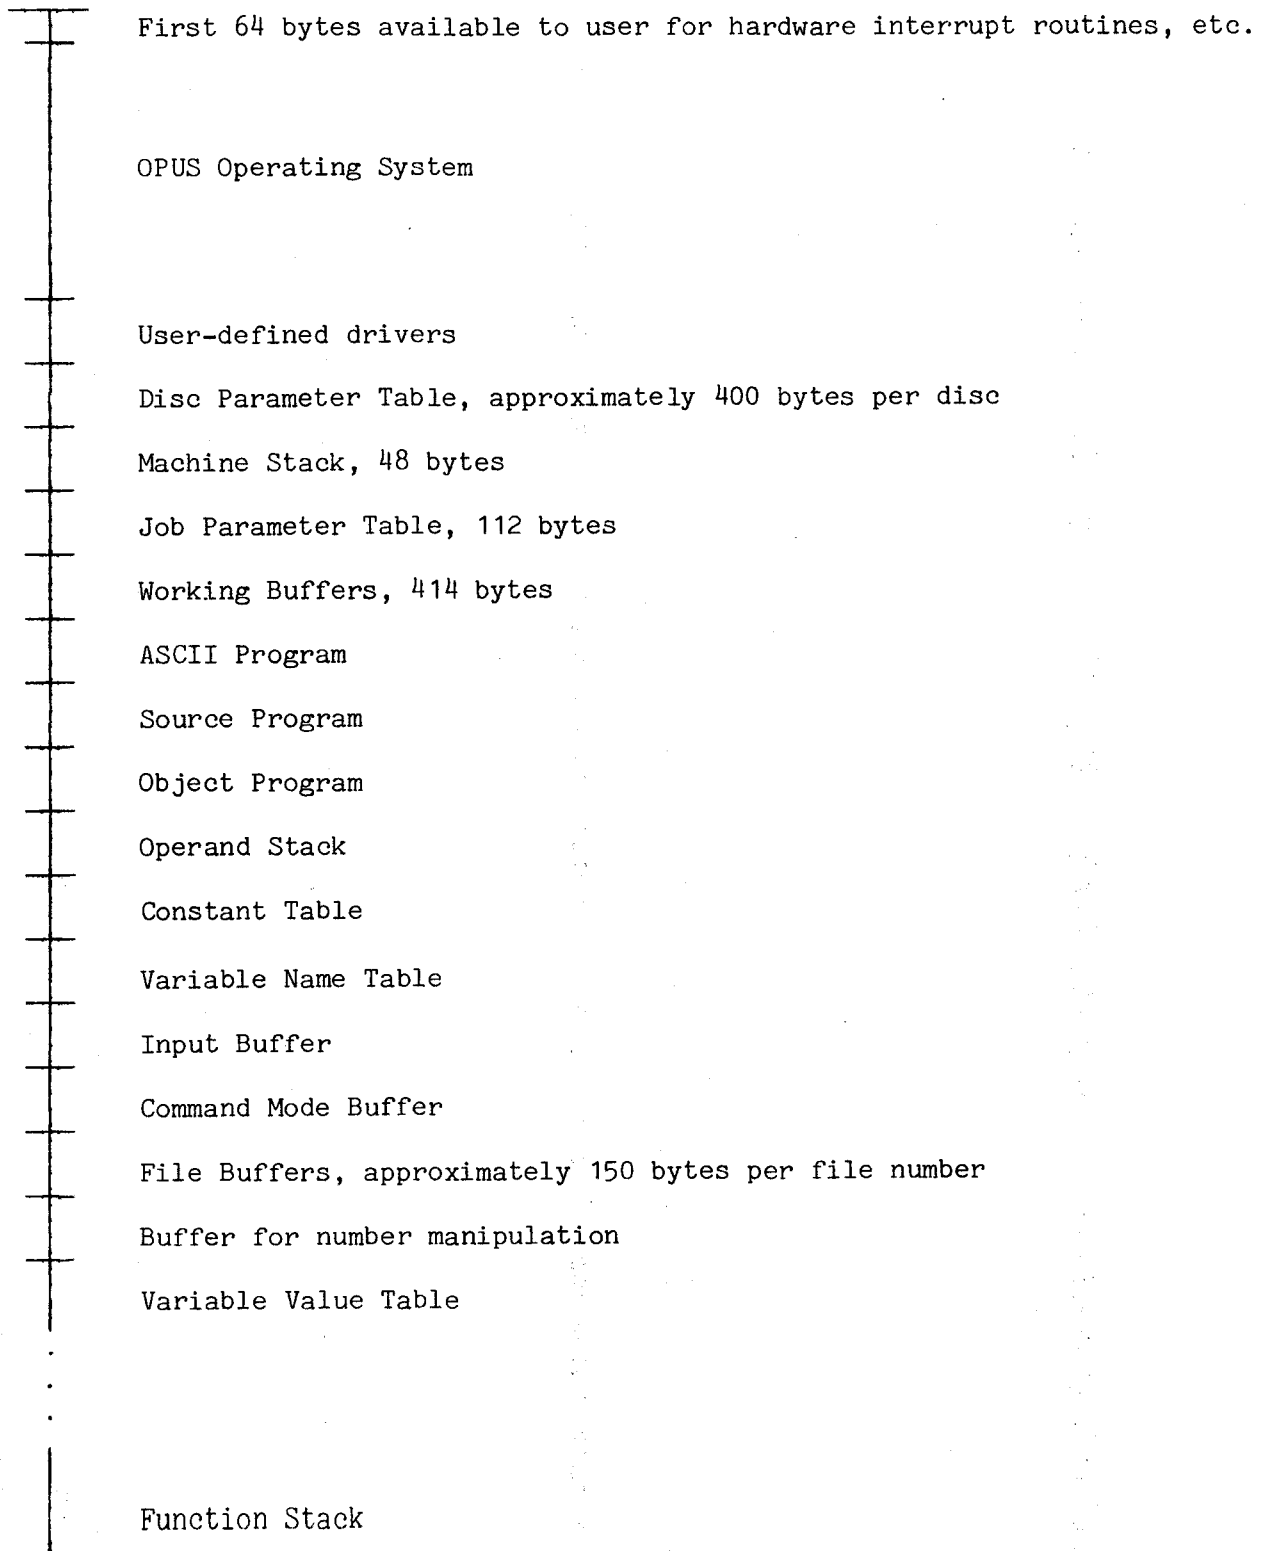 First 64 bytes available to user for hardware interrupt routines, etc.
OPUS Operating System
User-defined drivers
Disc Parameter Table, approximately 400 bytes per disc
Machine Stack, 48 bytes
Job Parameter Table, 112 bytes
Working Buffers, 414 bytes
ASCII Program
Source Program
Object Program
Operand Stack
Constant Table
Variable Name Table
Input Buffer
Command Mode Buffer
File Buffers, approximately 150 bytes per file number
Buffer for number manipulation
Variable Value Table
Function Stack